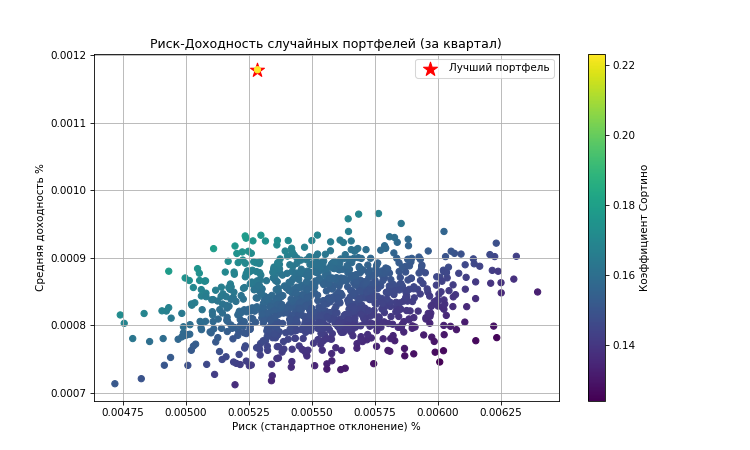 Риск-Доходность случайных портфелей (за квартал)
Лучший портфель
0.0012
0.0011
0.0010
0.0009
0.0008
0.0007
Средняя доходность %
0.00475 0.00500 0.00525 0.00550 0.00575 0.00600 0.00625
Риск (стандартное отклонение) %
0.22
0.20
0.18
0.16
0.14
Коэффициент Сортино